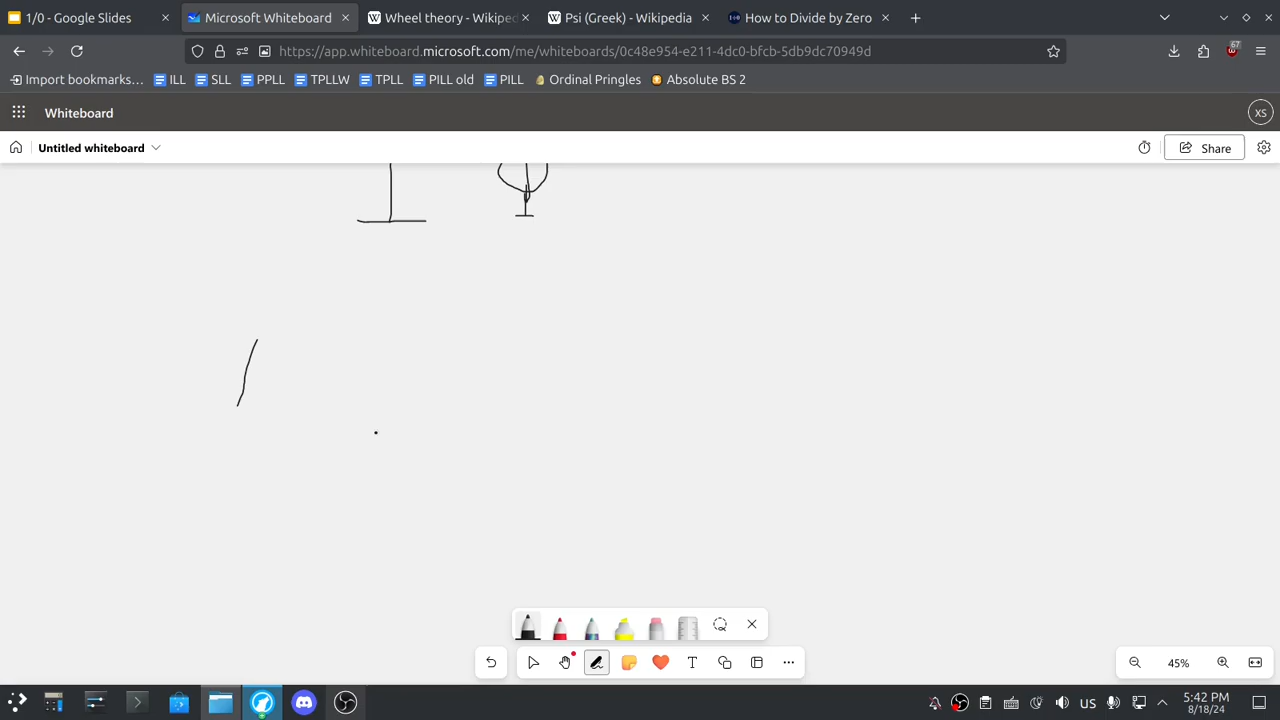 1/0 - Google Slides
Microsoft Whiteboard
Wheel theory - Wikiped
Psi (Greek) - Wikipedia
How to Divide by Zero
https://app.whiteboard.microsoft.com/me/whiteboards/0c48e954-e211-4dc0-bfcb-5db9dc70949d
67
Import bookmarks...
ILL
SLL
PPLL
TPLLW
TPLL
PILL old
PILL
Ordinal Pringles
Absolute BS 2
Whiteboard
XS
Untitled whiteboard
Share
45%
US
5:42 PM
8/18/24